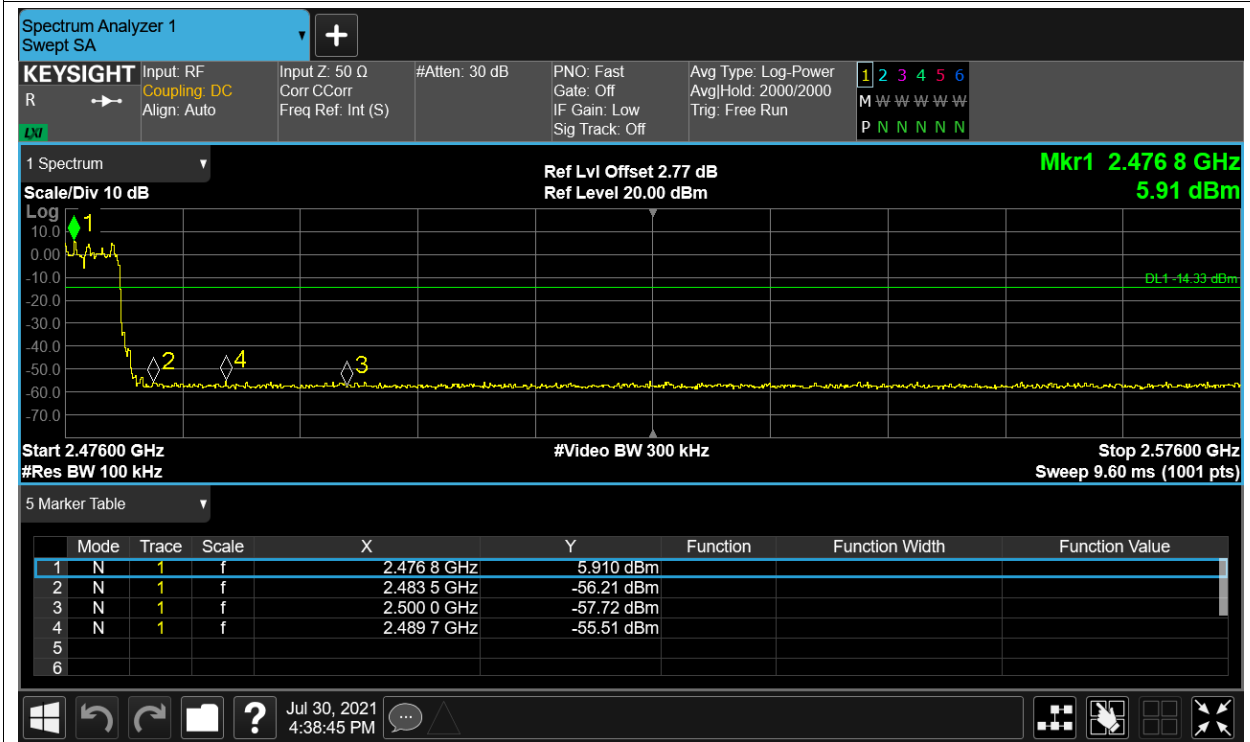 Spectrum Analyzer 1
Swept SA
+
KEYSIGHT Input: RF Input Z: 50 Ω #Atten: 30 dB PNO: Fast Avg Type: Log-Power 1 2 3 4 5 6
R Coupling: DC Corr CCorr Gate: Off Avg|Hold: 2000/2000 M W W W W W
Align: Auto Freq Ref: Int (S) IF Gain: Low Trig: Free Run
LXI Sig Track: Off P N N N N N
1 Spectrum Ref Lvl Offset 2.77 dB Mkr1 2.476 8 GHz
Scale/Div 10 dB Ref Level 20.00 dBm 5.91 dBm
Log
1
10.0
0.00
-10.0 DL1 -14.33 dBm
-20.0
-30.0
-40.0
2 4 3
-50.0
-60.0
-70.0
Start 2.47600 GHz #Video BW 300 kHz Stop 2.57600 GHz
#Res BW 100 kHz Sweep 9.60 ms (1001 pts)
5 Marker Table
Mode Trace Scale X Y Function Function Width Function Value
1 N 1 f 2.476 8 GHz 5.910 dBm
2 N 1 f 2.483 5 GHz -56.21 dBm
3 N 1 f 2.500 0 GHz -57.72 dBm
4 N 1 f 2.489 7 GHz -55.51 dBm
5
6
? Jul 30, 2021
4:38:45 PM